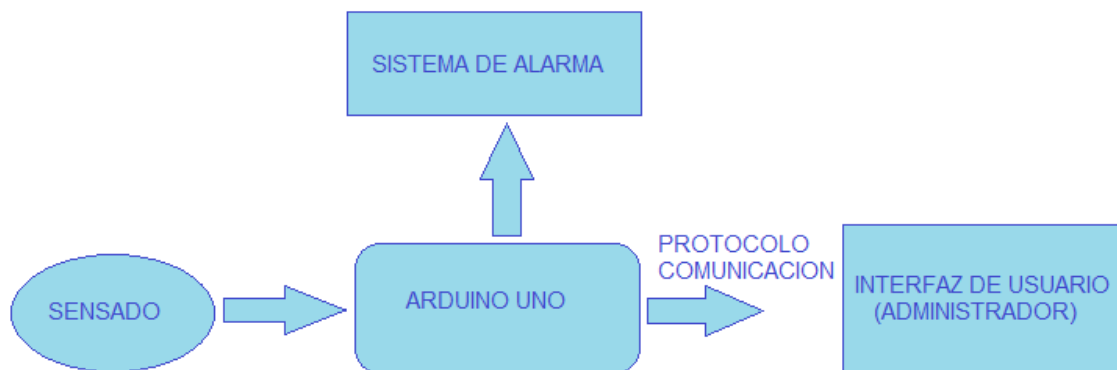 SISTEMA DE ALARMA
SENSADO
ARDUINO UNO
PROTOCOLO
COMUNICACION
INTERFAZ DE USUARIO
(ADMINISTRADOR)